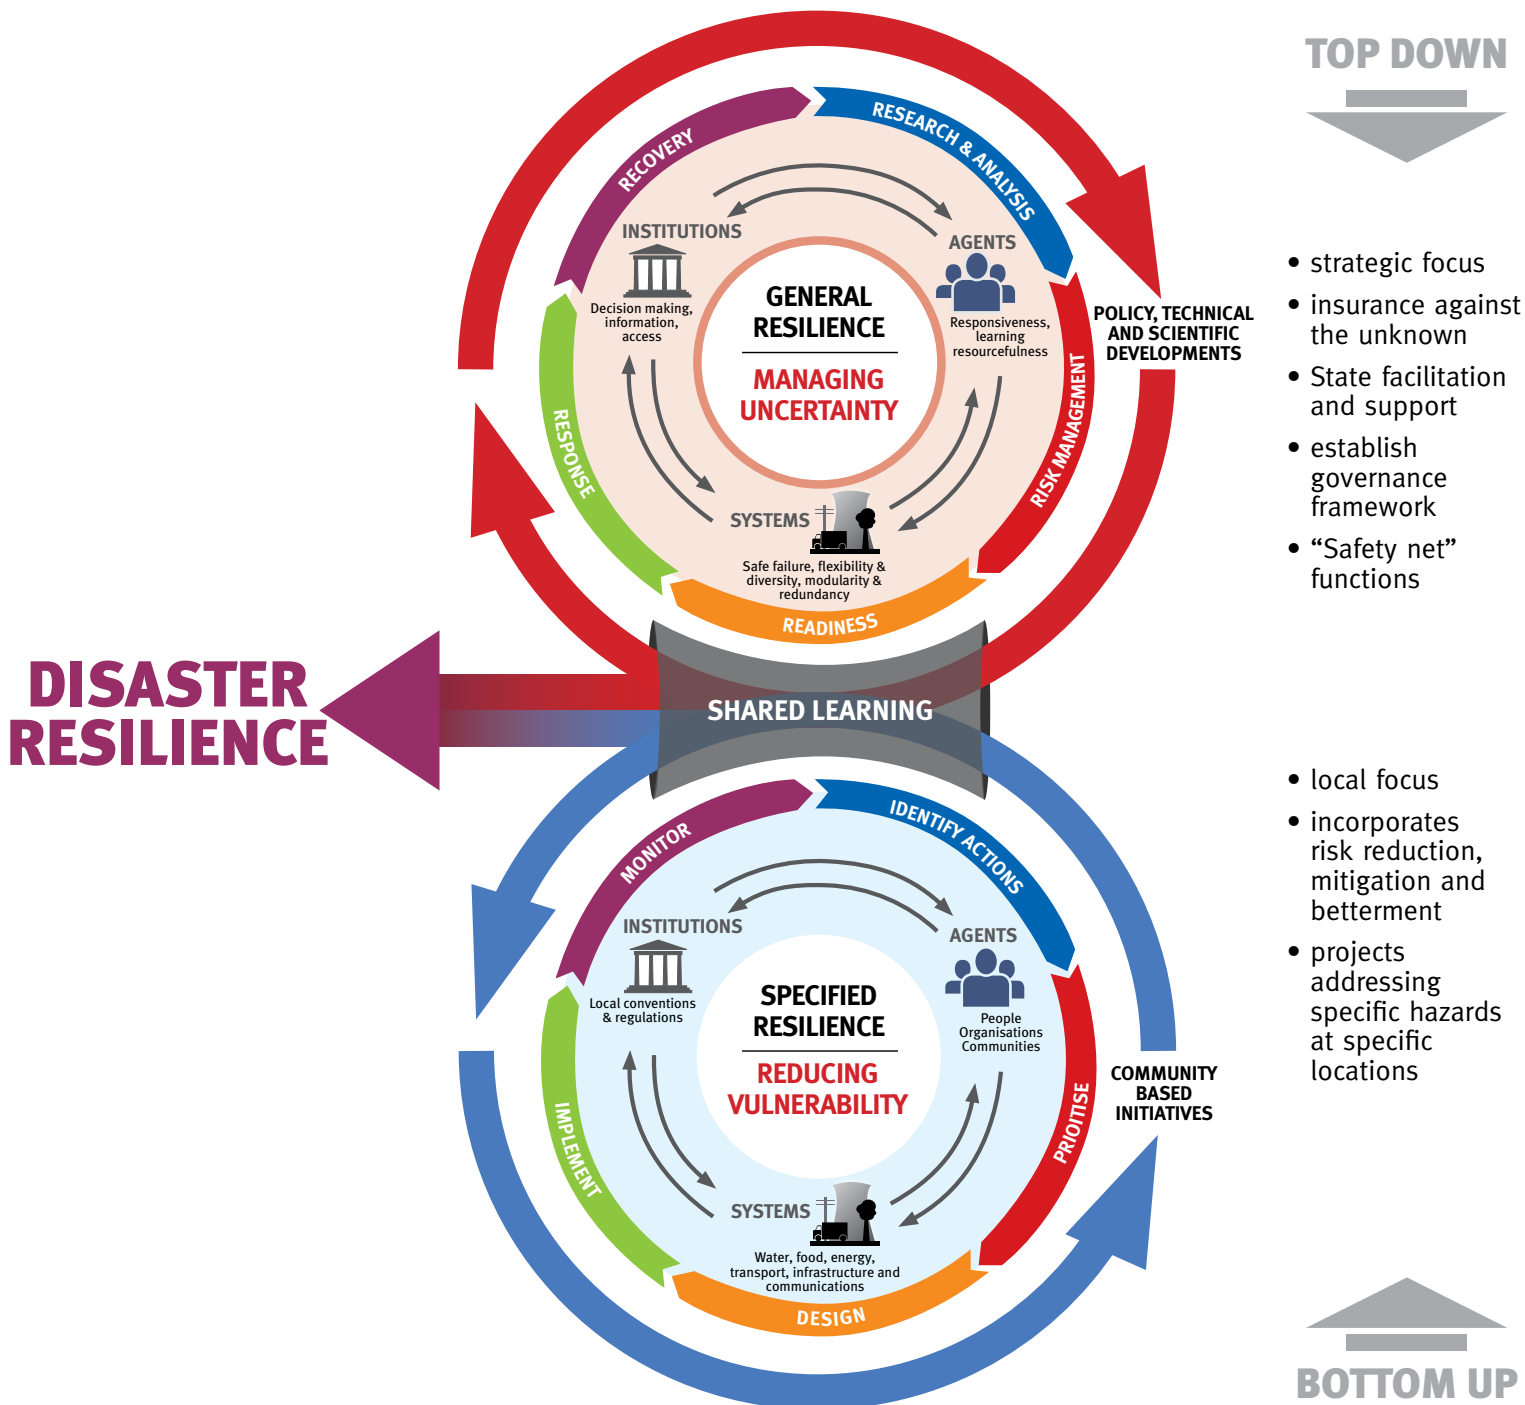 TOP DOWN
RECOVERY
RESEARCH & ANALYSIS
RISK MANAGEMENT
READINESS
RESPONSE
INSTITUTIONS
Decision making,
information,
access
AGENTS
Responsiveness,
learning
resourcefulness
GENERAL
RESILIENCE
MANAGING
UNCERTAINTY
SYSTEMS
Safe failure, flexibility &
diversity, modularity &
redundancy
POLICY, TECHNICAL
AND SCIENTIFIC
DEVELOPMENTS
• strategic focus
• insurance against
the unknown
• State facilitation
and support
• establish
governance
framework
• “Safety net”
functions
DISASTER
RESILIENCE
SHARED LEARNING
MONITOR
IDENTIFY ACTIONS
PRIOITISE
DESIGN
IMPLEMENT
INSTITUTIONS
Local conventions
& regulations
AGENTS
People
Organisations
Communities
SPECIFIED
RESILIENCE
REDUCING
VULNERABILITY
SYSTEMS
Water, food, energy,
transport, infrastructure and
communications
COMMUNITY
BASED
INITIATIVES
• local focus
• incorporates
risk reduction,
mitigation and
betterment
• projects
addressing
specific hazards
at specific
locations
BOTTOM UP